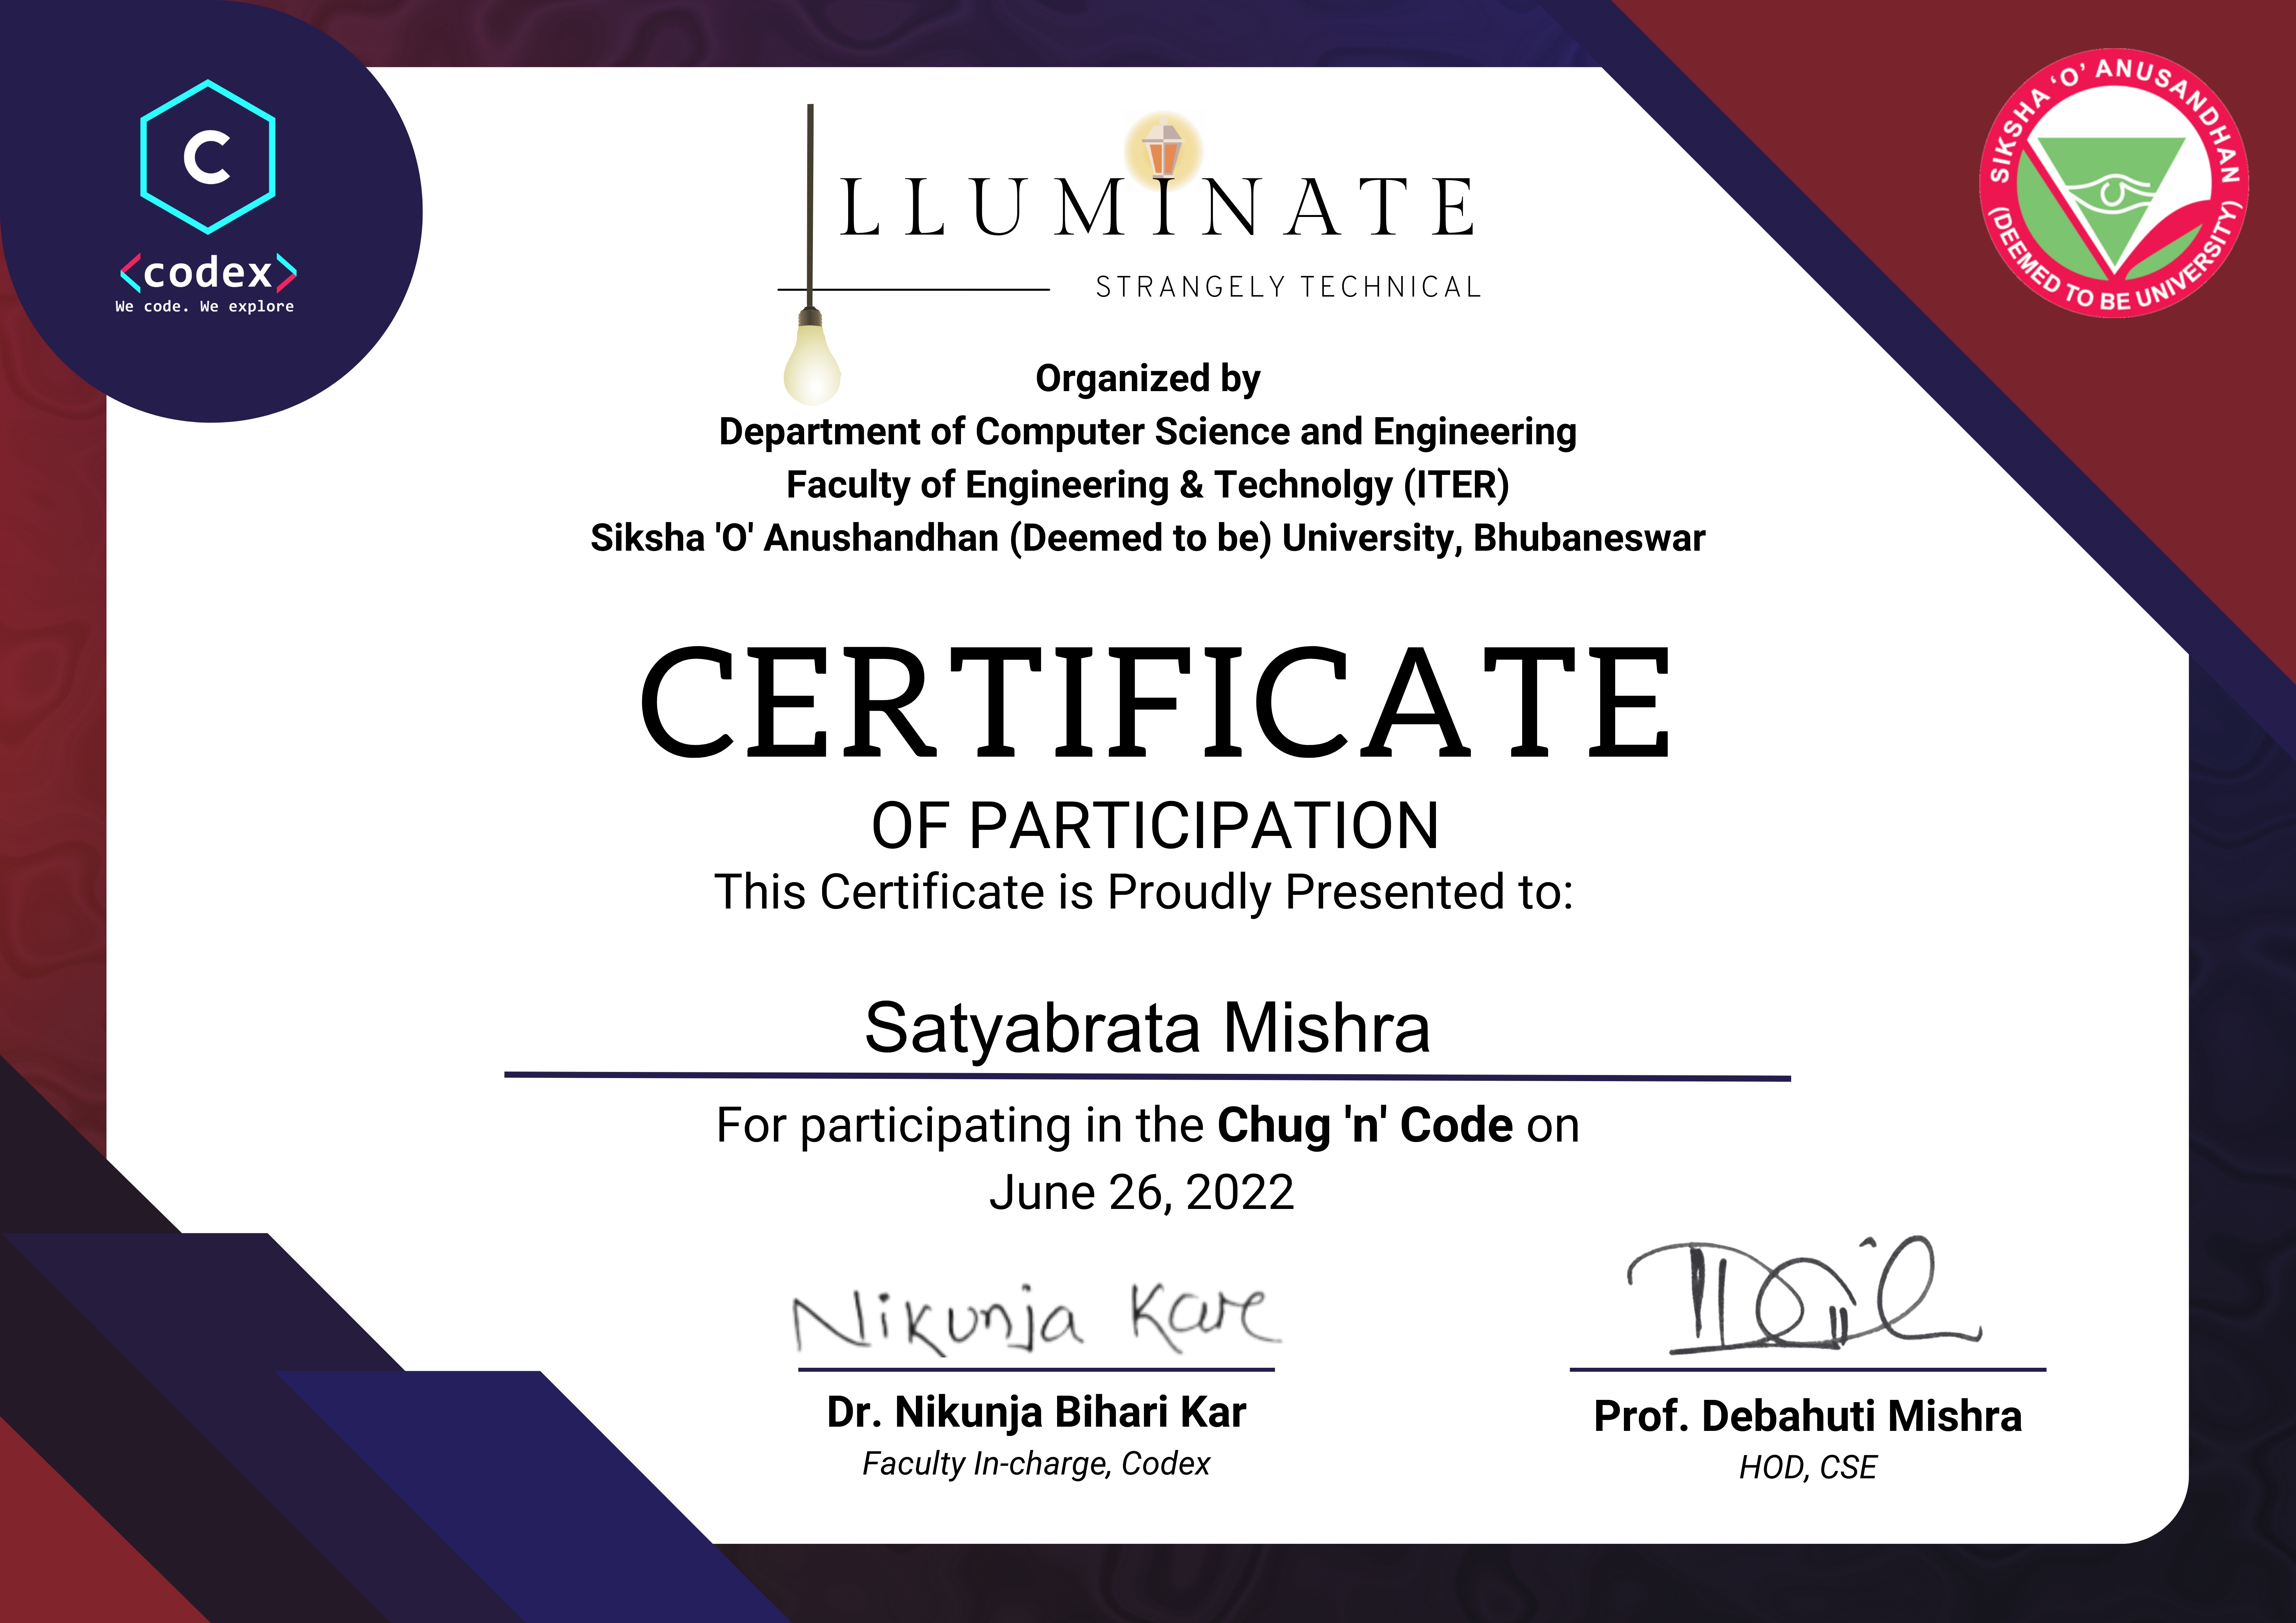 C
<codex>
We code. We explore
SIKSHA 'O' ANUSANDHAN
(DEEMED TO BE UNIVERSITY)
ILLUMINATE
STRANGELY TECHNICAL
Organized by
Department of Computer Science and Engineering
Faculty of Engineering & Technolgy (ITER)
Siksha 'O' Anushandhan (Deemed to be) University, Bhubaneswar
CERTIFICATE
OF PARTICIPATION
This Certificate is Proudly Presented to:
Satyabrata Mishra
For participating in the Chug 'n' Code on
June 26, 2022
Nikunja Kare
Dr. Nikunja Bihari Kar
Faculty In-charge, Codex
Prof. Debahuti Mishra
HOD, CSE